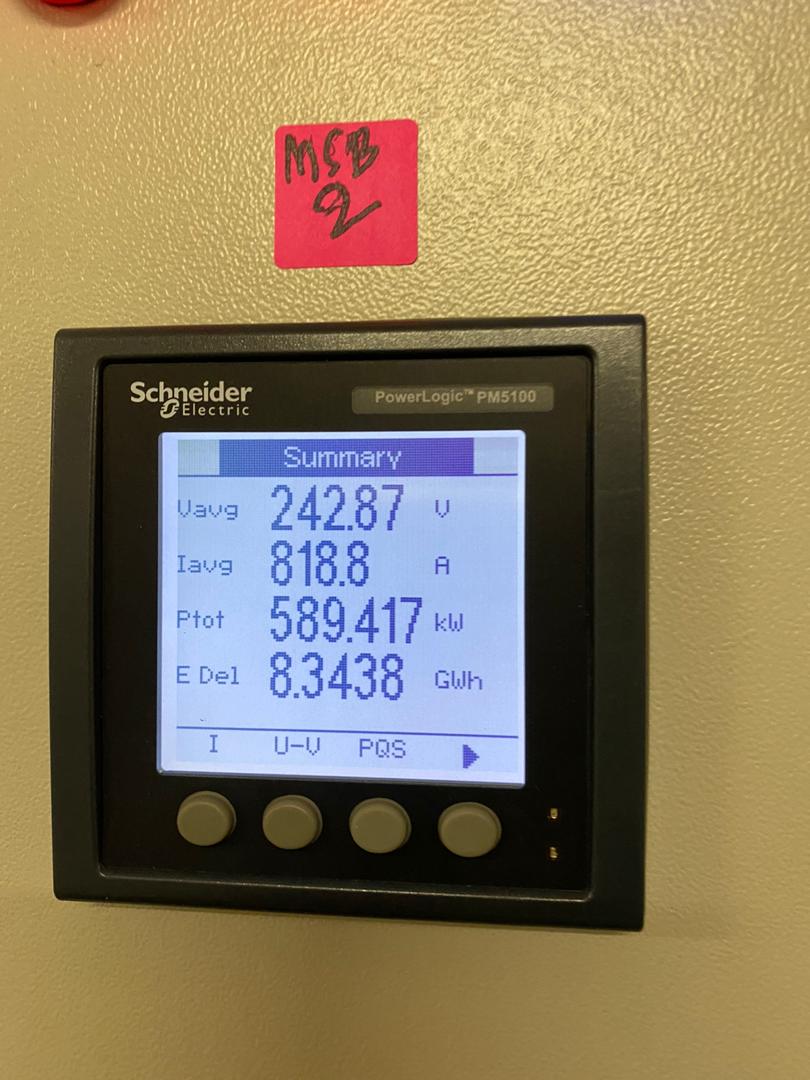 MSB
2
Schneider
Electric
PowerLogic™ PM5100
Summary
Vavg 242.87 V
Iavg 818.8 A
Ptot 589.417 kW
E Del 8.3438 GWh
I U-V PQS